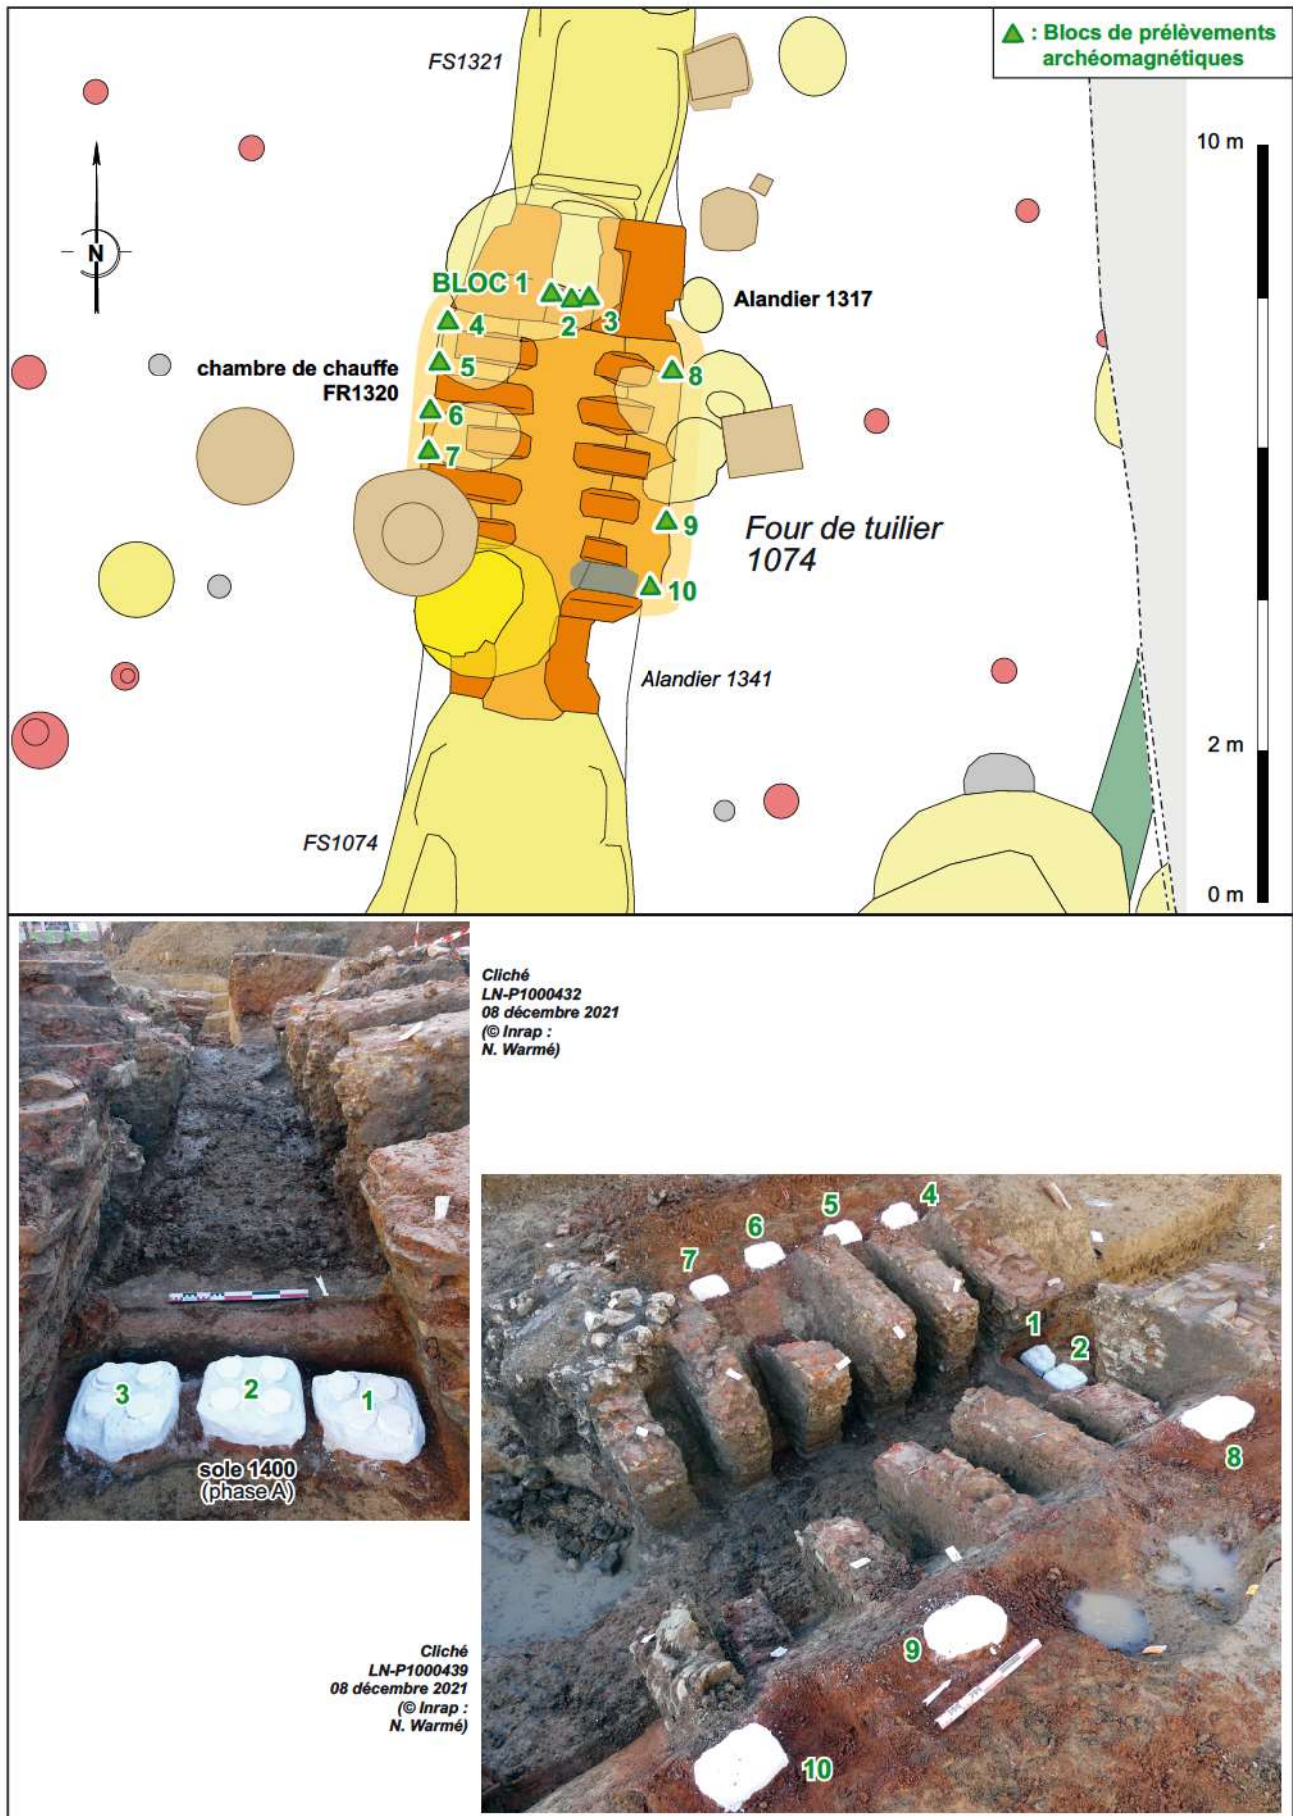 ▲ : Blocs de prélèvements
archéomagnétiques
FS1321
10 m
N
BLOC 1
2
3
4
Alandier 1317
chambre de chauffe
FR1320
5
8
6
7
9
Four de tuilier
1074
10
Alandier 1341
2 m
FS1074
0 m
Cliché
LN-P1000432
08 décembre 2021
(© Inrap :
N. Warmé)
3
2
1
sole 1400
(phase A)
4
5
6
7
1
2
8
9
10
Cliché
LN-P1000439
08 décembre 2021
(© Inrap :
N. Warmé)